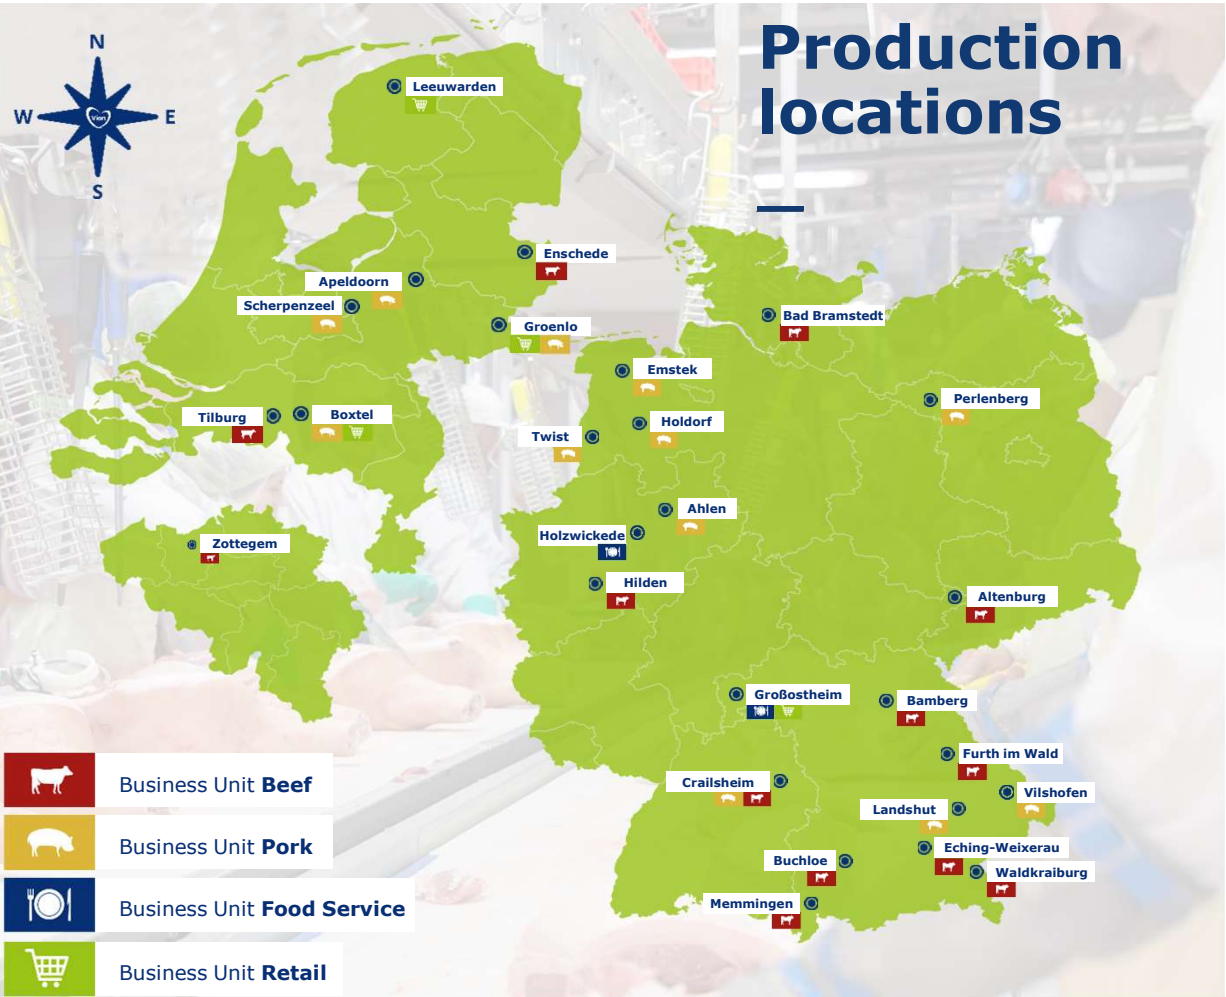 Production
locations
N
W
Vion
E
S
Leeuwarden
Enschede
Apeldoorn
Scherpenzeel
Groenlo
Bad Bramstedt
Emstek
Perlenberg
Tilburg
Boxtel
Holdorf
Twist
Ahlen
Holzwickede
Zottegem
Hilden
Altenburg
Großostheim
Bamberg
Furth im Wald
Crailsheim
Vilshofen
Landshut
Eching-Weixerau
Buchloe
Waldkraiburg
Memmingen
Business Unit Beef
Business Unit Pork
Business Unit Food Service
Business Unit Retail